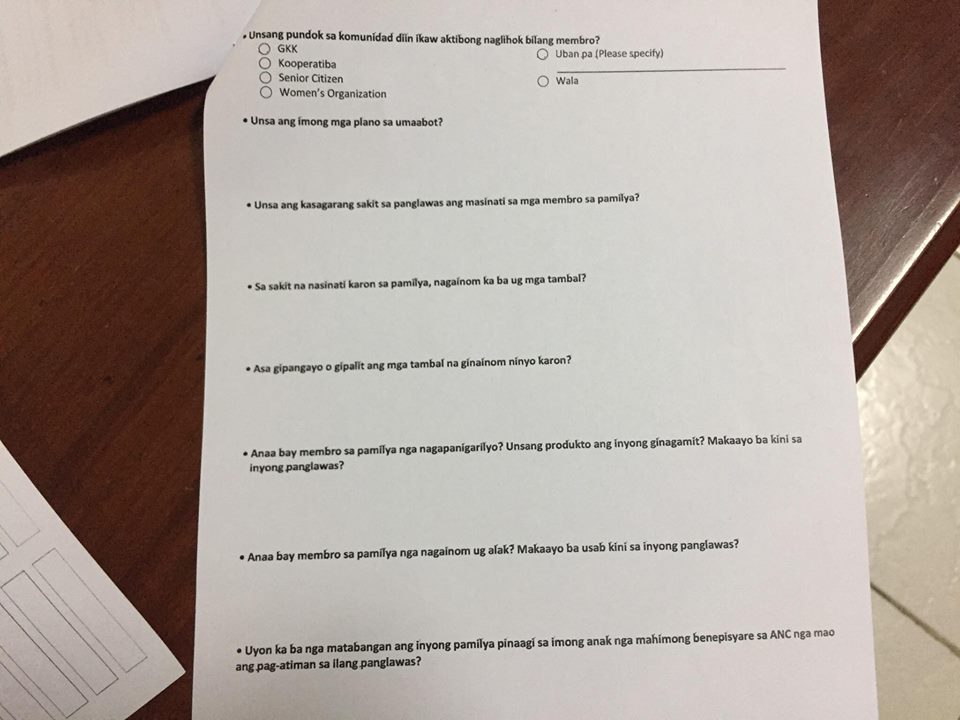 • Unsang pundok sa komunidad diin ikaw aktibong naglihok bilang membro?
GKK
Kooperatiba
Senior Citizen
Women's Organization
Uban pa (Please specify)
Wala
• Unsa ang imong mga plano sa umaabot?
• Unsa ang kasagarang sakit sa panglawas ang masinati sa mga membro sa pamilya?
• Sa sakit na nasinati karon sa pamilya, nagainom ka ba ug mga tambal?
• Asa gipangayo o gipalit ang mga tambal na ginainom ninyo karon?
• Anaa bay membro sa pamilya nga nagapanigarilyo? Unsang produkto ang inyong ginagamit? Makaayo ba kini sa
inyong panglawas?
• Anaa bay membro sa pamilya nga nagainom ug alak? Makaayo ba usab kini sa inyong panglawas?
• Uyon ka ba nga matabangan ang inyong pamilya pinaagi sa imong anak nga mahimong benepisyare sa ANC nga mao
ang pag-atiman sa ilang panglawas?